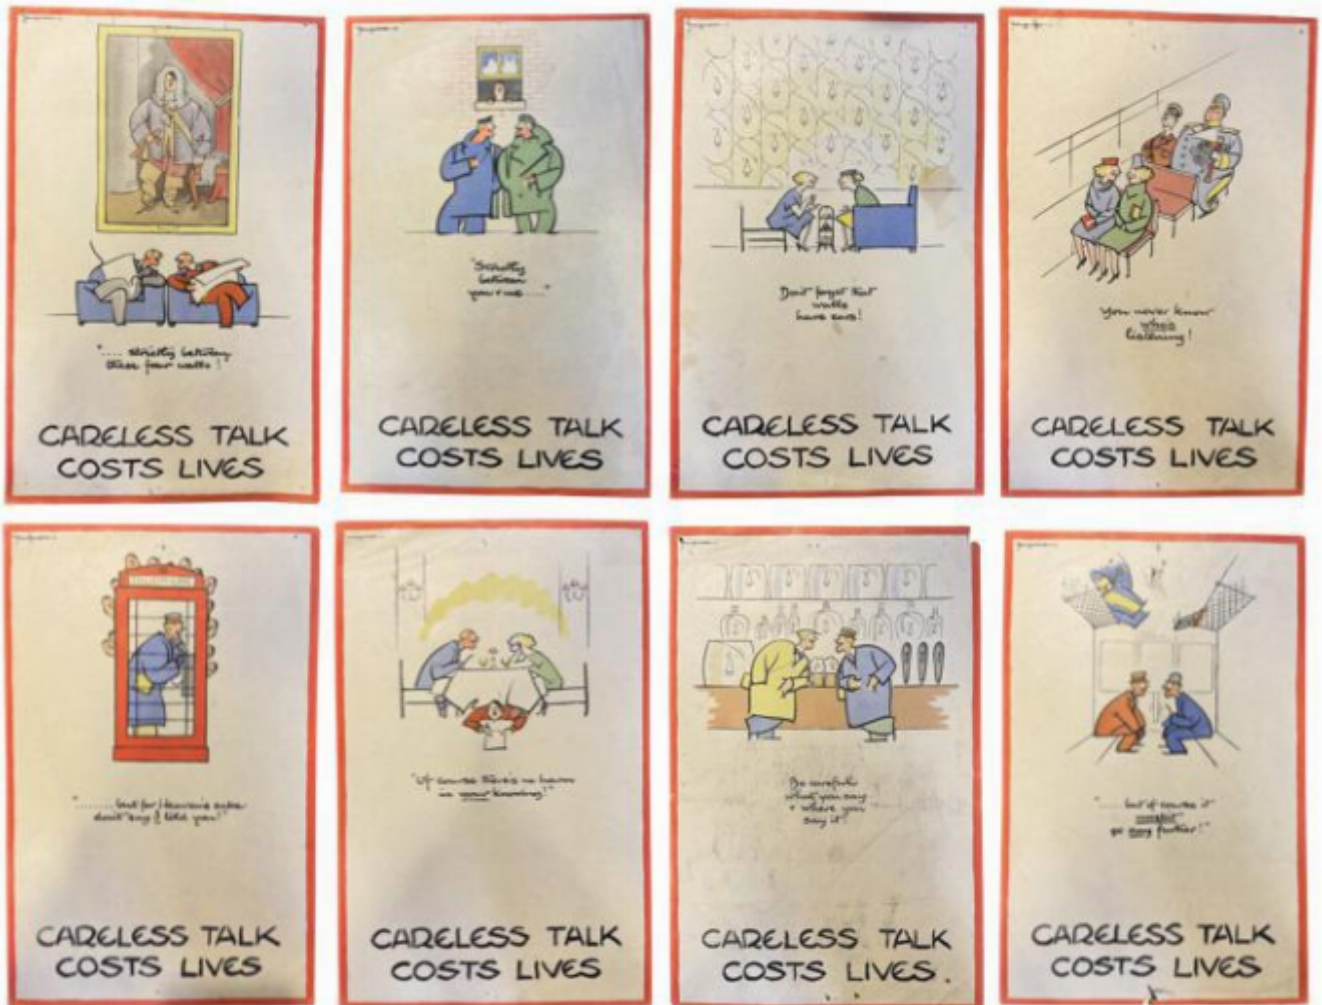 ".... strictly between
these four walls!"
CARELESS TALK
COSTS LIVES
"Strictly
between
you & me...."
CARELESS TALK
COSTS LIVES
Don't forget that
walls
have ears!
CARELESS TALK
COSTS LIVES
You never know
who's
listening!
CARELESS TALK
COSTS LIVES
TELEPHONE
"....... but for Heaven's sake
don't say I told you!"
CARELESS TALK
COSTS LIVES
"Of course there's no harm
in your knowing!"
CARELESS TALK
COSTS LIVES
Be careful
what you say
& where you
say it!
CARELESS TALK
COSTS LIVES.
".... but of course it
mustn't
go any further!"
CARELESS TALK
COSTS LIVES